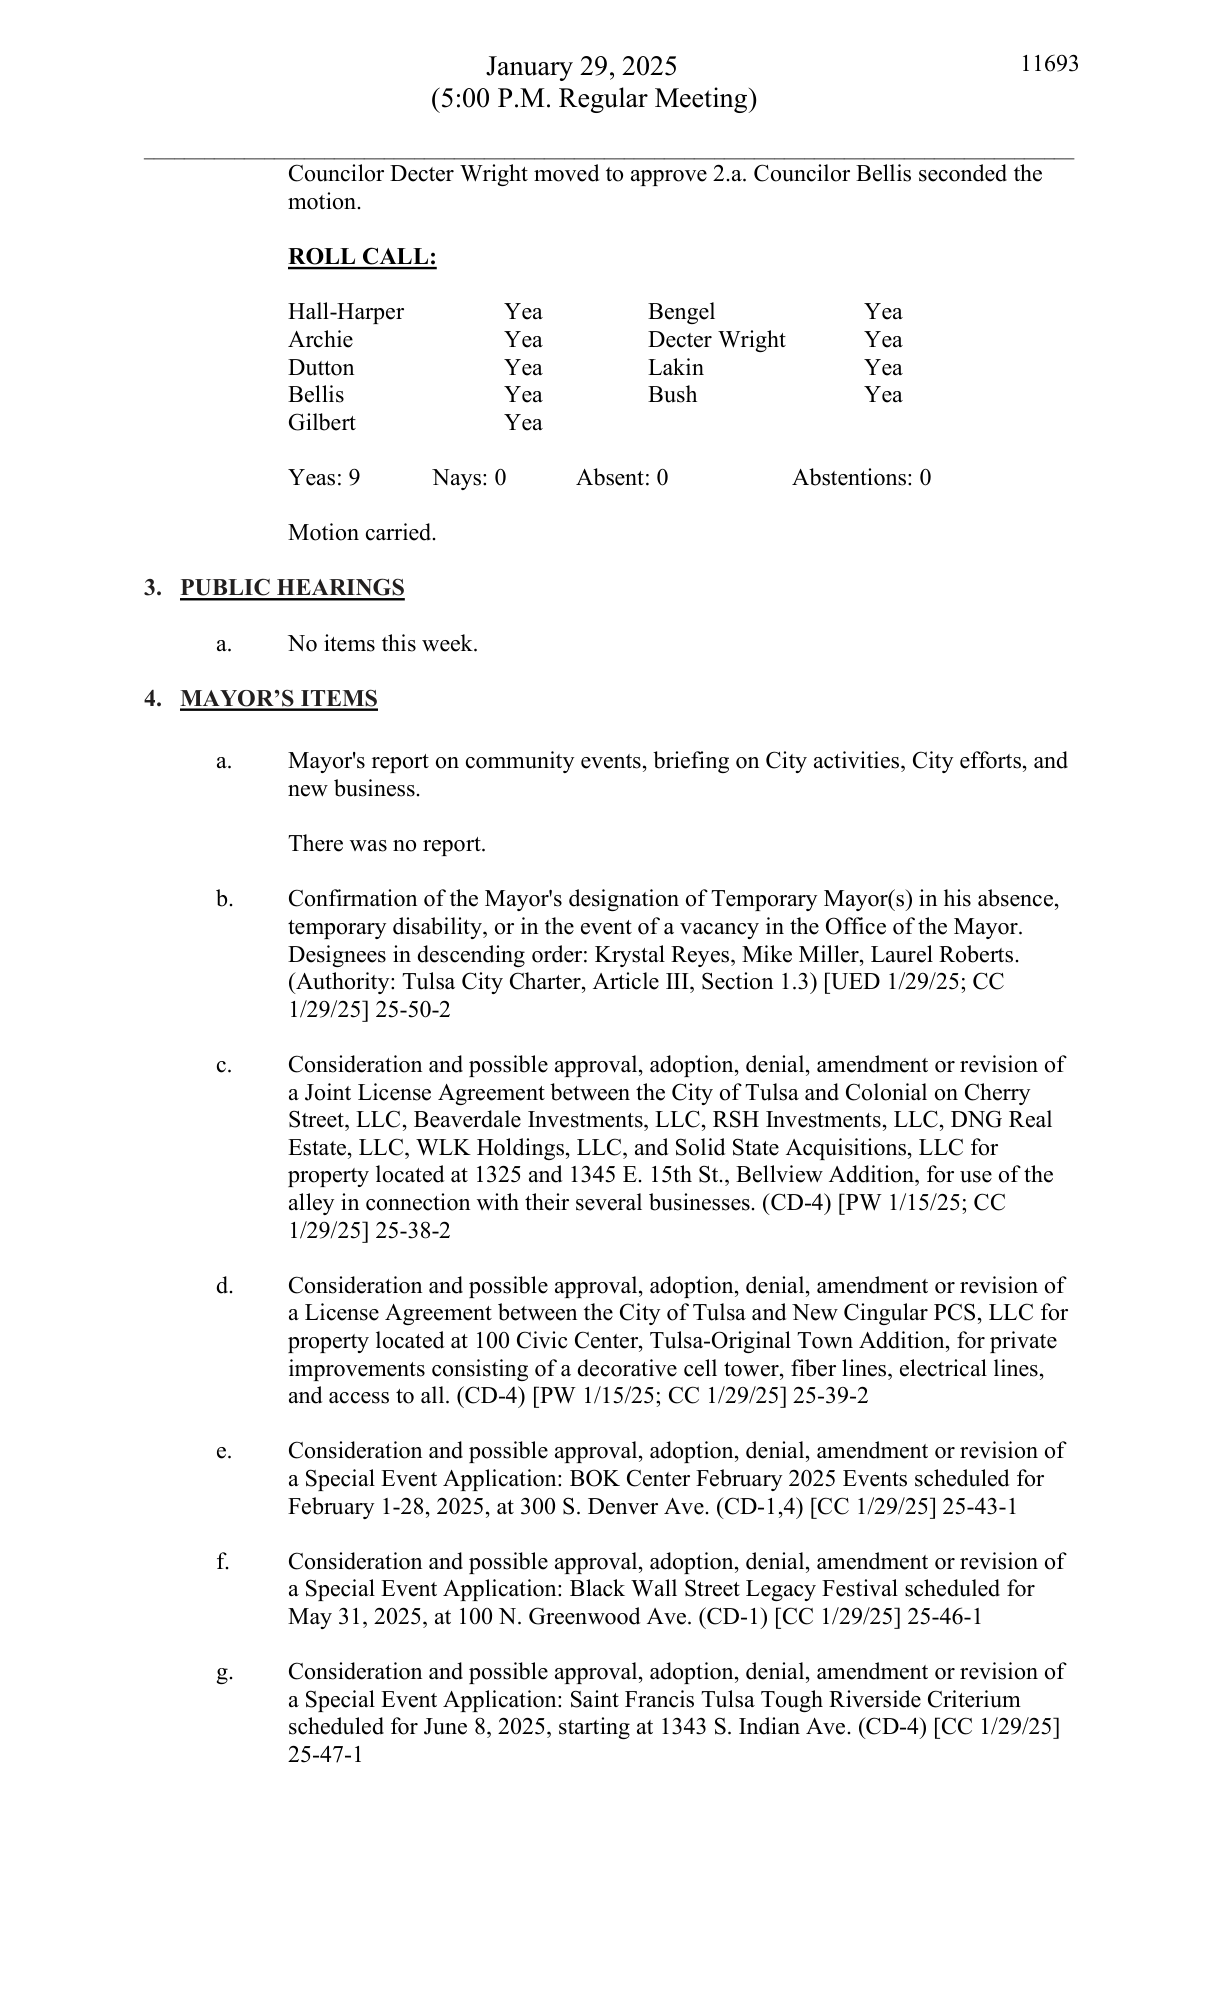 January 29, 2025
11693
(5:00 P.M. Regular Meeting)
Councilor Decter Wright moved to approve 2.a. Councilor Bellis seconded the
motion.
ROLL CALL:
Hall-Harper Yea Bengel Yea
Archie Yea Decter Wright Yea
Dutton Yea Lakin Yea
Bellis Yea Bush Yea
Gilbert Yea
Yeas: 9 Nays: 0 Absent: 0 Abstentions: 0
Motion carried.
3. PUBLIC HEARINGS
a. No items this week.
4. MAYOR’S ITEMS
a. Mayor's report on community events, briefing on City activities, City efforts, and
new business.
There was no report.
b. Confirmation of the Mayor's designation of Temporary Mayor(s) in his absence,
temporary disability, or in the event of a vacancy in the Office of the Mayor.
Designees in descending order: Krystal Reyes, Mike Miller, Laurel Roberts.
(Authority: Tulsa City Charter, Article III, Section 1.3) [UED 1/29/25; CC
1/29/25] 25-50-2
c. Consideration and possible approval, adoption, denial, amendment or revision of
a Joint License Agreement between the City of Tulsa and Colonial on Cherry
Street, LLC, Beaverdale Investments, LLC, RSH Investments, LLC, DNG Real
Estate, LLC, WLK Holdings, LLC, and Solid State Acquisitions, LLC for
property located at 1325 and 1345 E. 15th St., Bellview Addition, for use of the
alley in connection with their several businesses. (CD-4) [PW 1/15/25; CC
1/29/25] 25-38-2
d. Consideration and possible approval, adoption, denial, amendment or revision of
a License Agreement between the City of Tulsa and New Cingular PCS, LLC for
property located at 100 Civic Center, Tulsa-Original Town Addition, for private
improvements consisting of a decorative cell tower, fiber lines, electrical lines,
and access to all. (CD-4) [PW 1/15/25; CC 1/29/25] 25-39-2
e. Consideration and possible approval, adoption, denial, amendment or revision of
a Special Event Application: BOK Center February 2025 Events scheduled for
February 1-28, 2025, at 300 S. Denver Ave. (CD-1,4) [CC 1/29/25] 25-43-1
f. Consideration and possible approval, adoption, denial, amendment or revision of
a Special Event Application: Black Wall Street Legacy Festival scheduled for
May 31, 2025, at 100 N. Greenwood Ave. (CD-1) [CC 1/29/25] 25-46-1
g. Consideration and possible approval, adoption, denial, amendment or revision of
a Special Event Application: Saint Francis Tulsa Tough Riverside Criterium
scheduled for June 8, 2025, starting at 1343 S. Indian Ave. (CD-4) [CC 1/29/25]
25-47-1